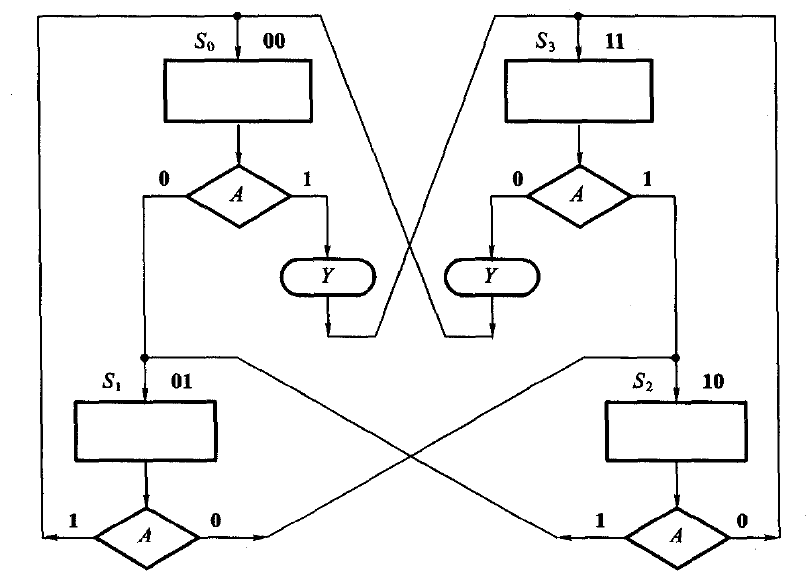 S₀ 00 S₃ 11
0 A 1 0 A 1
Y Y
S₁ 01 S₂ 10
1 A 0 1 A 0